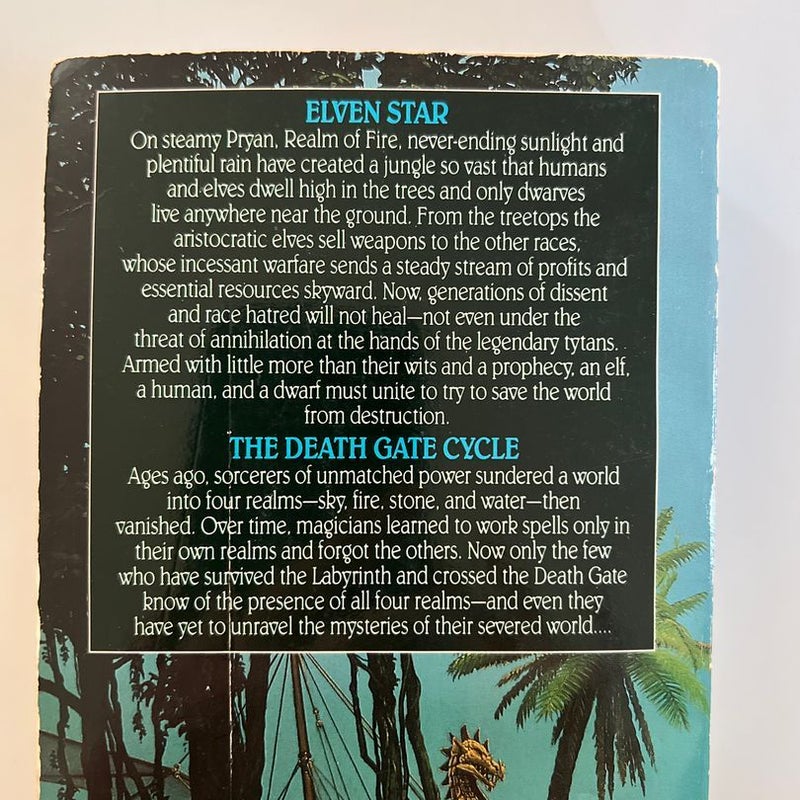 ELVEN STAR
On steamy Pryan, Realm of Fire, never-ending sunlight and
plentiful rain have created a jungle so vast that humans
and elves dwell high in the trees and only dwarves
live anywhere near the ground. From the treetops the
aristocratic elves sell weapons to the other races,
whose incessant warfare sends a steady stream of profits and
essential resources skyward. Now, generations of dissent
and race hatred will not heal—not even under the
threat of annihilation at the hands of the legendary tytans.
Armed with little more than their wits and a prophecy, an elf,
a human, and a dwarf must unite to try to save the world
from destruction.
THE DEATH GATE CYCLE
Ages ago, sorcerers of unmatched power sundered a world
into four realms—sky, fire, stone, and water—then
vanished. Over time, magicians learned to work spells only in
their own realms and forgot the others. Now only the few
who have survived the Labyrinth and crossed the Death Gate
know of the presence of all four realms—and even they
have yet to unravel the mysteries of their severed world....